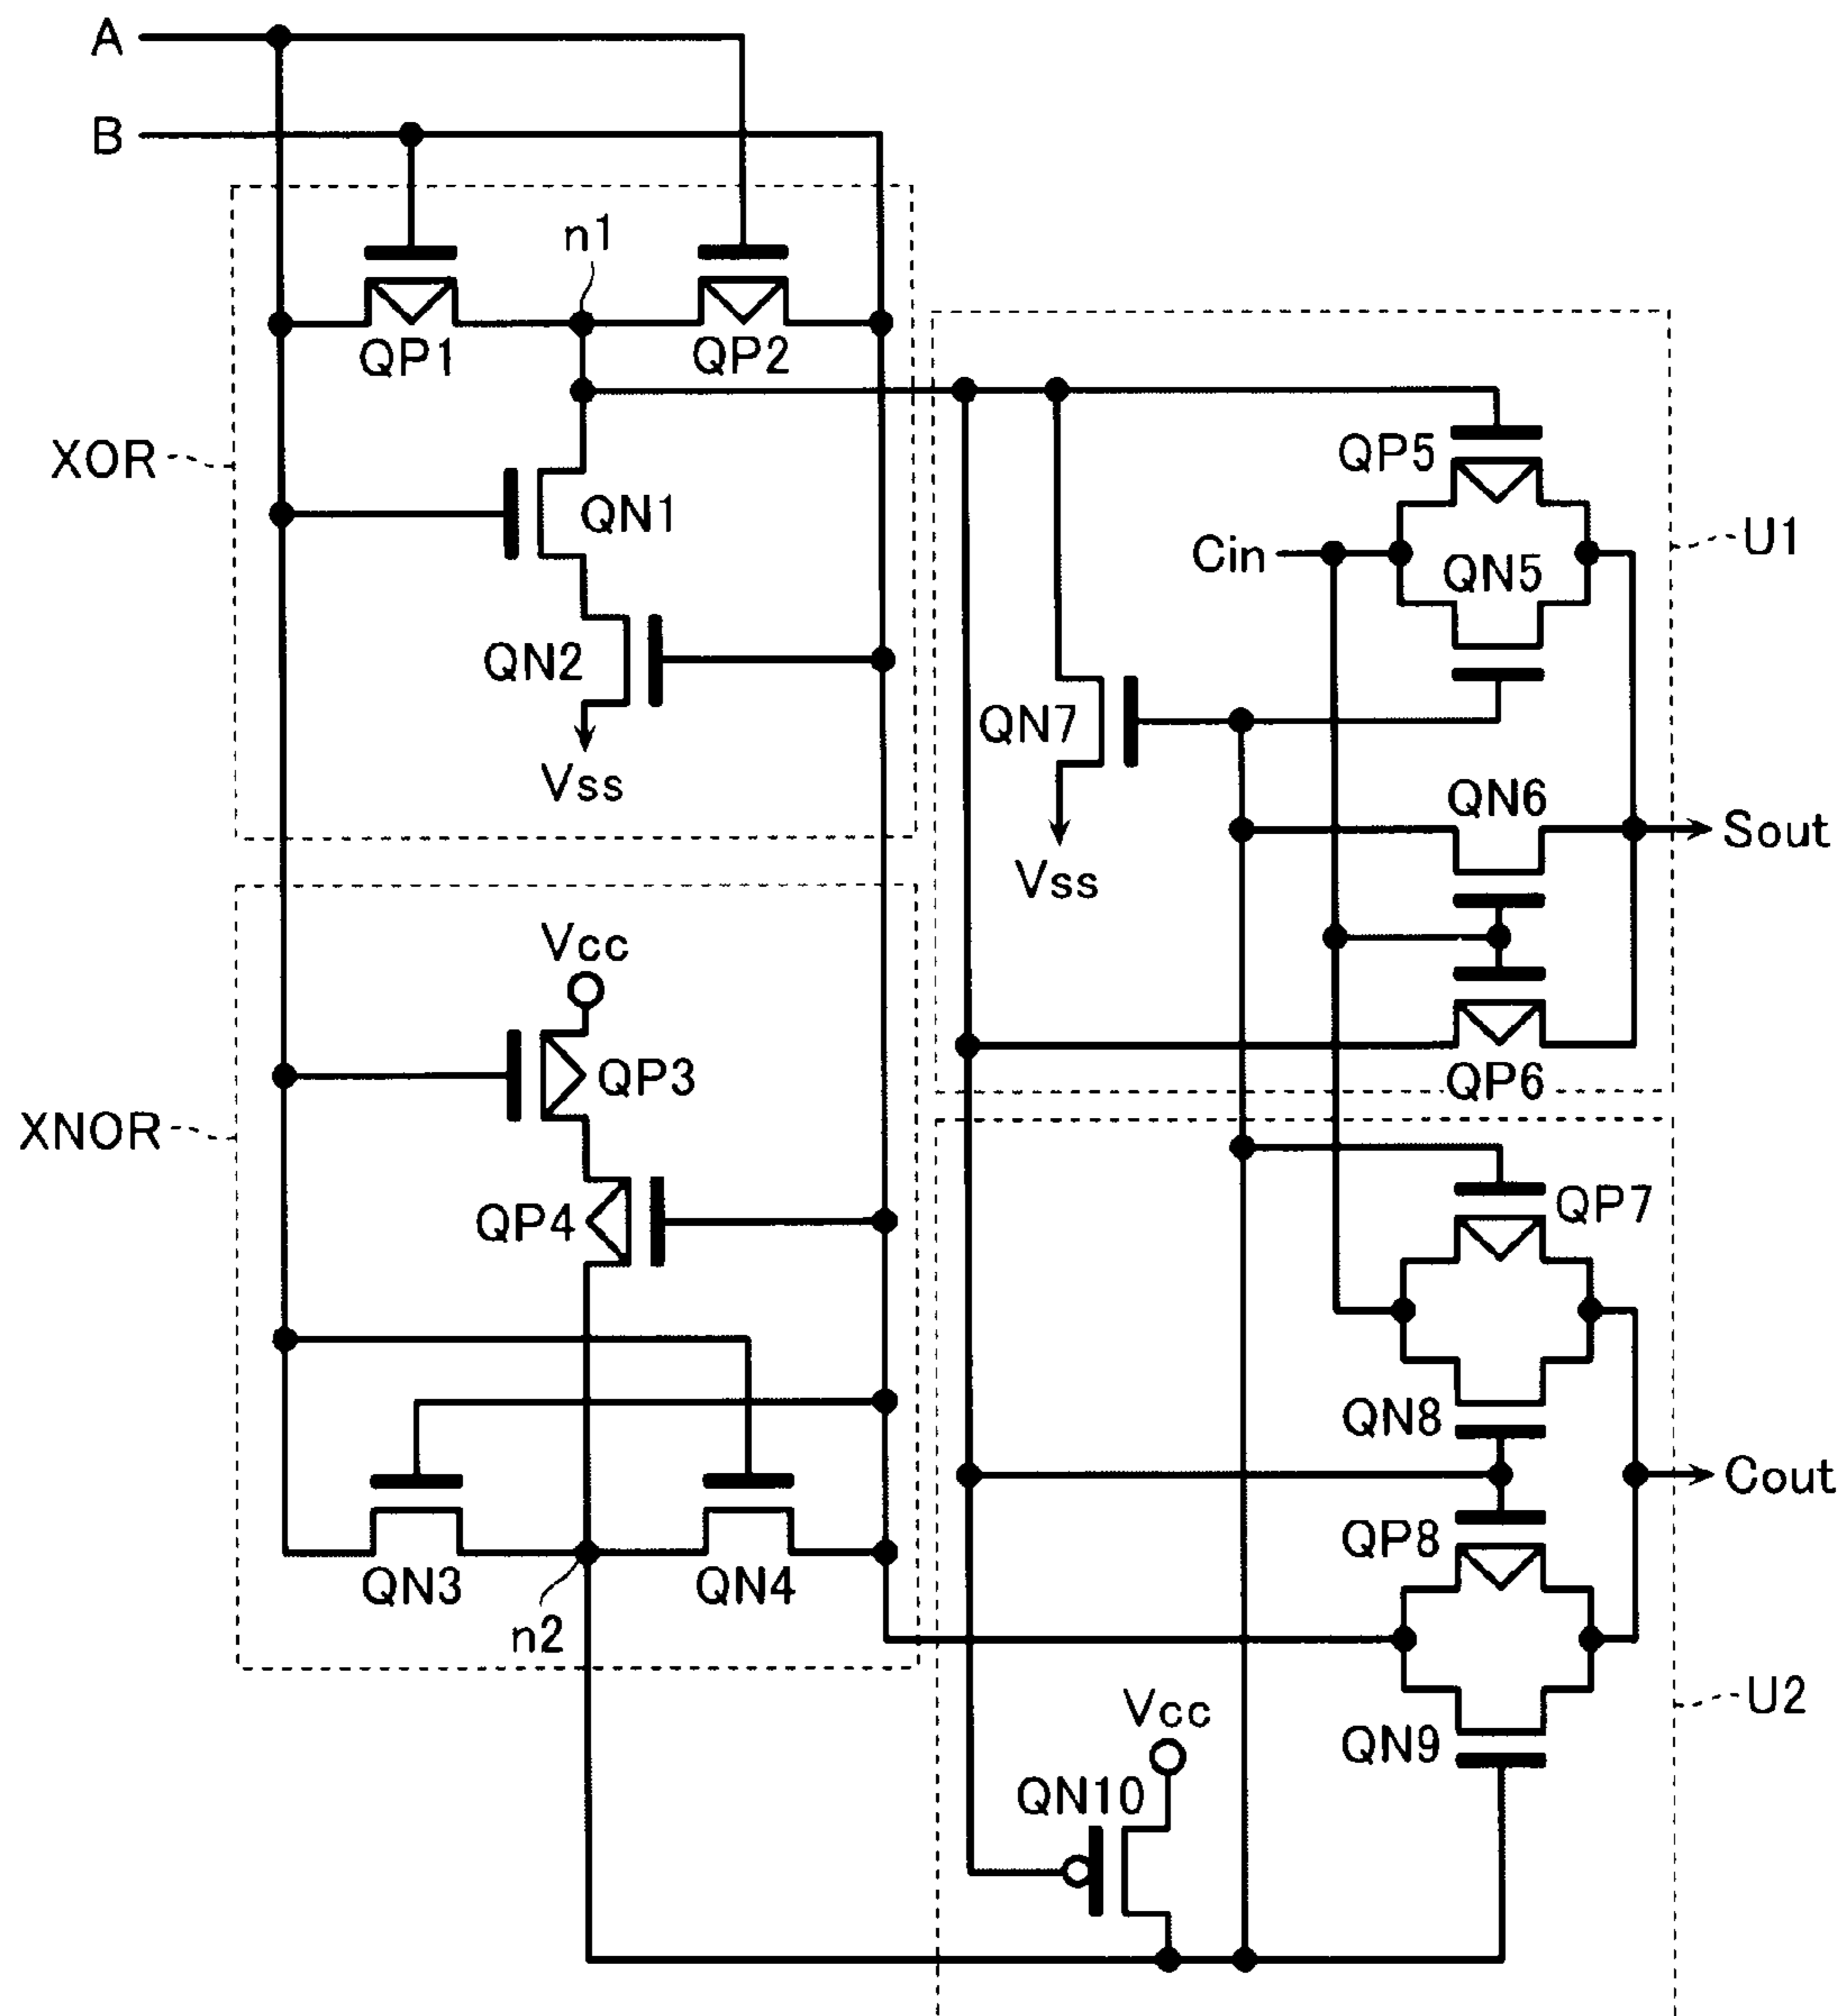 A
B
n1
QP1
QP2
XOR
QP5
QN1
Cin
QN5
U1
QN2
QN7
Vss
QN6
Sout
Vss
Vcc
QP3
QP6
XNOR
QP4
QP7
QN8
Cout
QP8
QN3
QN4
n2
Vcc
U2
QN9
QN10